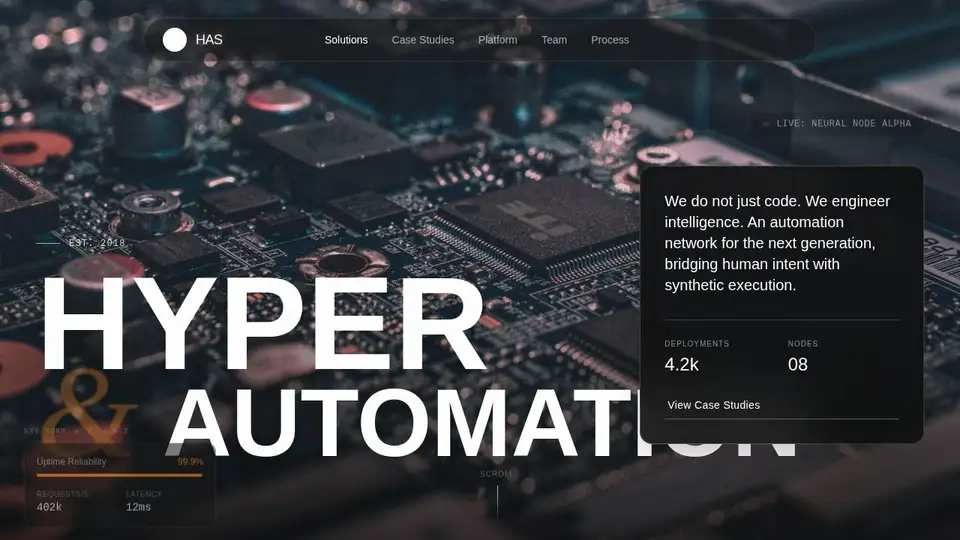 HAS
Solutions Case Studies Platform Team Process
LIVE: NEURAL NODE ALPHA
We do not just code. We engineer
intelligence. An automation
network for the next generation,
bridging human intent with
synthetic execution.
DEPLOYMENTS NODES
4.2k 08
View Case Studies
EST. 2018
HYPER
&
AUTOMATION
Uptime Reliability 99.9%
REQUESTS/S LATENCY
402k 12ms
SCROLL